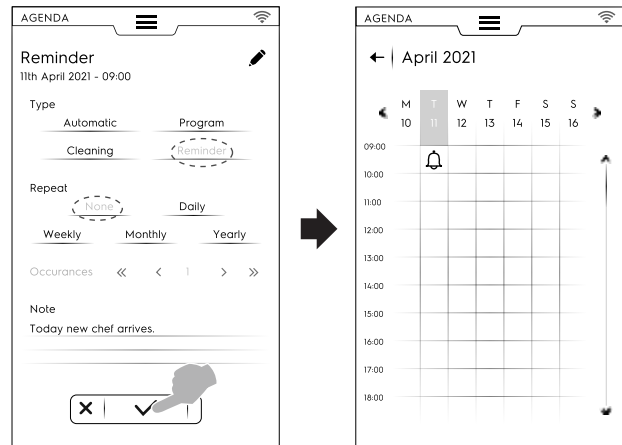 AGENDA
Reminder
11th April 2021 - 09:00
Type
Automatic Program
Cleaning Reminder
Repeat
None Daily
Weekly Monthly Yearly
Occurances « < 1 > »
Note
Today new chef arrives.
AGENDA
April 2021
M T W T F S S
10 11 12 13 14 15 16
09:00
10:00
11:00
12:00
13:00
14:00
15:00
16:00
17:00
18:00